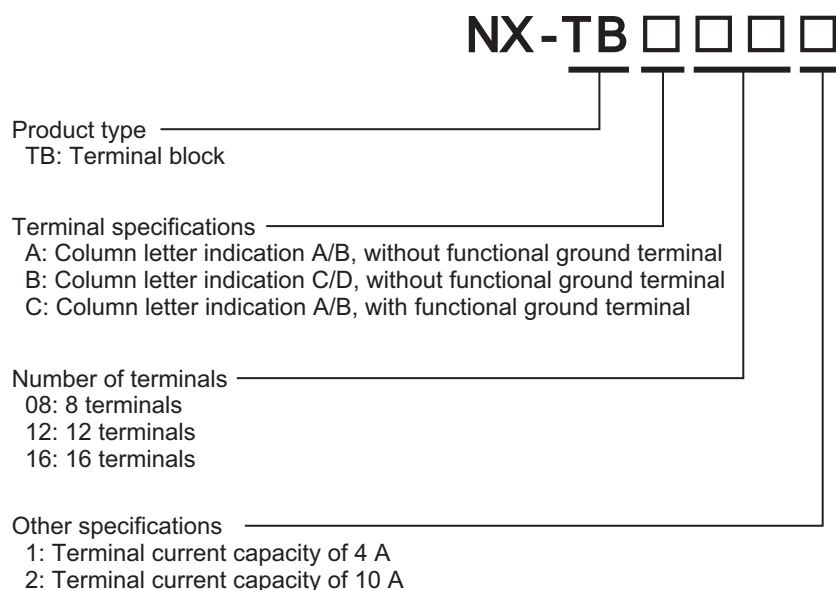 NX-TB□□□□
Product type
TB: Terminal block
Terminal specifications
A: Column letter indication A/B, without functional ground terminal
B: Column letter indication C/D, without functional ground terminal
C: Column letter indication A/B, with functional ground terminal
Number of terminals
08: 8 terminals
12: 12 terminals
16: 16 terminals
Other specifications
1: Terminal current capacity of 4 A
2: Terminal current capacity of 10 A